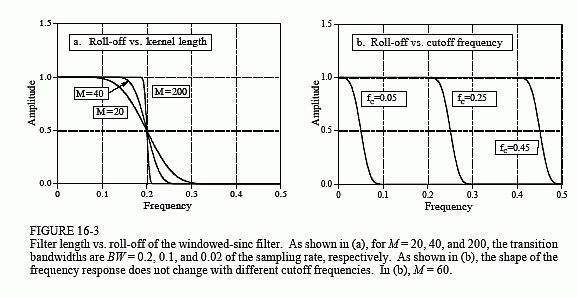 1.5
a. Roll-off vs. kernel length
1.0
M=40
M=200
M=20
0.5
0.0
0
0.1
0.2
0.3
0.4
0.5
Frequency
Amplitude
1.5
b. Roll-off vs. cutoff frequency
1.0
fc=0.05
fc=0.25
0.5
fc=0.45
0.0
0
0.1
0.2
0.3
0.4
0.5
Frequency
Amplitude
FIGURE 16-3
Filter length vs. roll-off of the windowed-sinc filter. As shown in (a), for M = 20, 40, and 200, the transition
bandwidths are BW = 0.2, 0.1, and 0.02 of the sampling rate, respectively. As shown in (b), the shape of the
frequency response does not change with different cutoff frequencies. In (b), M = 60.